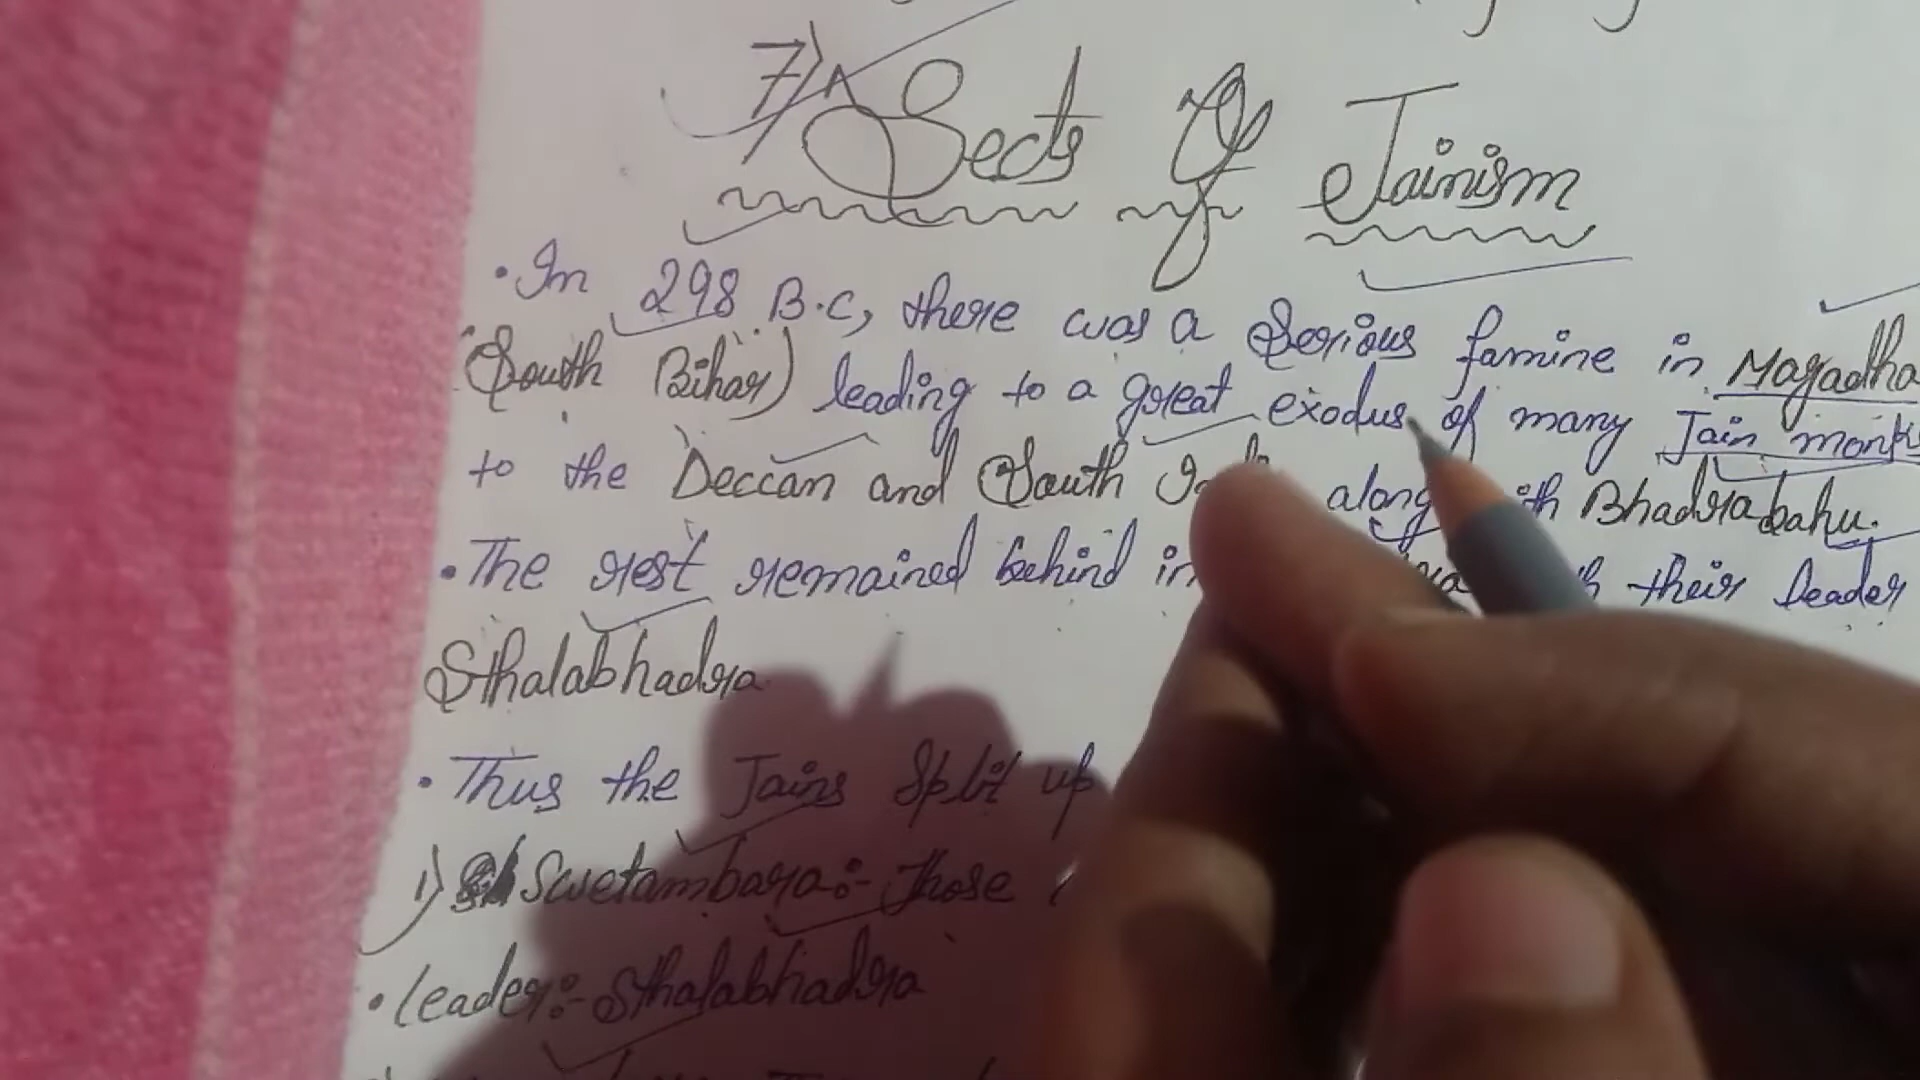 7) Sects Of Jainism
• In 298 B.C, there was a Serious famine in Magadha
(South Bihar) leading to a great exodus of many Jain monks
to the Deccan and South along Bhadrabahu.
• The rest remained behind in their leader
Sthalabhadra
• Thus the Jains Split up
i) Swetambara:- Those
• Leader:- Sthalabhadra